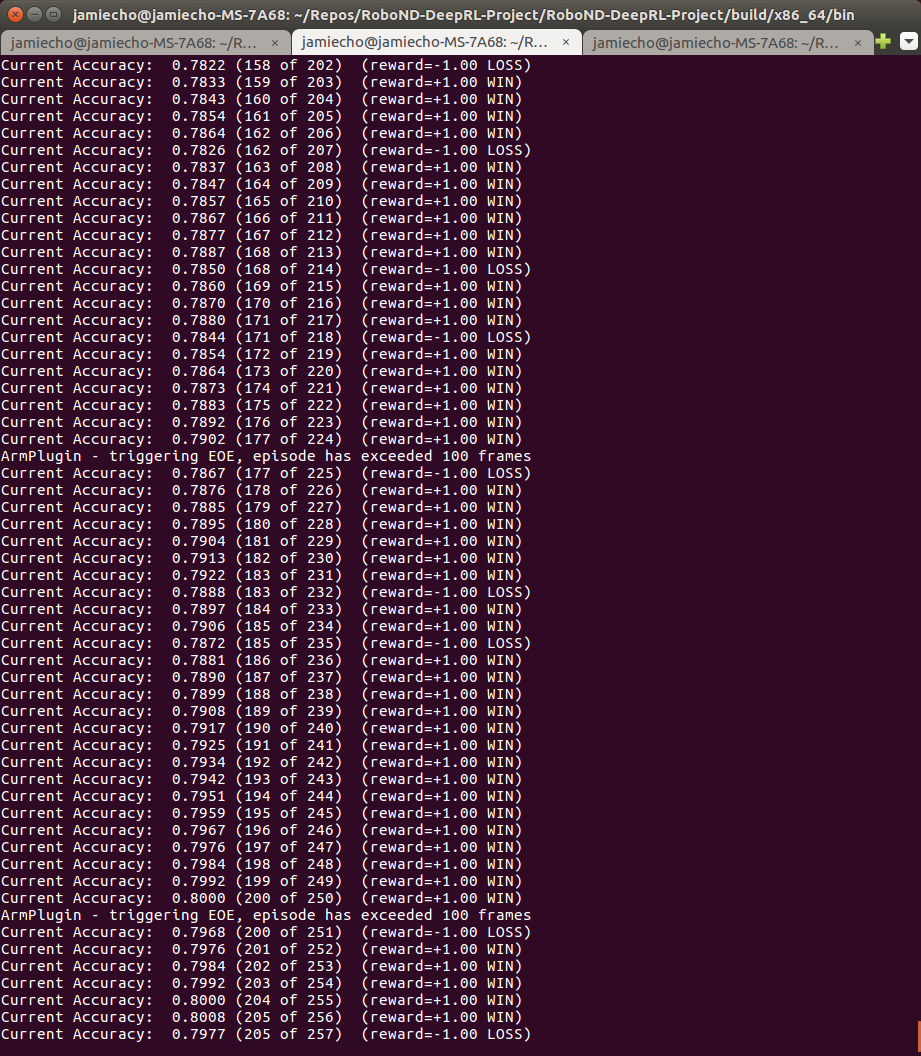 jamiecho@jamiecho-MS-7A68: ~/Repos/RoboND-DeepRL-Project/RoboND-DeepRL-Project/build/x86_64/bin
jamiecho@jamiecho-MS-7A68: ~/R... × jamiecho@jamiecho-MS-7A68: ~/R... × jamiecho@jamiecho-MS-7A68: ~/R... ×
Current Accuracy:  0.7822 (158 of 202)  (reward=-1.00 LOSS)
Current Accuracy:  0.7833 (159 of 203)  (reward=+1.00 WIN)
Current Accuracy:  0.7843 (160 of 204)  (reward=+1.00 WIN)
Current Accuracy:  0.7854 (161 of 205)  (reward=+1.00 WIN)
Current Accuracy:  0.7864 (162 of 206)  (reward=+1.00 WIN)
Current Accuracy:  0.7826 (162 of 207)  (reward=-1.00 LOSS)
Current Accuracy:  0.7837 (163 of 208)  (reward=+1.00 WIN)
Current Accuracy:  0.7847 (164 of 209)  (reward=+1.00 WIN)
Current Accuracy:  0.7857 (165 of 210)  (reward=+1.00 WIN)
Current Accuracy:  0.7867 (166 of 211)  (reward=+1.00 WIN)
Current Accuracy:  0.7877 (167 of 212)  (reward=+1.00 WIN)
Current Accuracy:  0.7887 (168 of 213)  (reward=+1.00 WIN)
Current Accuracy:  0.7850 (168 of 214)  (reward=-1.00 LOSS)
Current Accuracy:  0.7860 (169 of 215)  (reward=+1.00 WIN)
Current Accuracy:  0.7870 (170 of 216)  (reward=+1.00 WIN)
Current Accuracy:  0.7880 (171 of 217)  (reward=+1.00 WIN)
Current Accuracy:  0.7844 (171 of 218)  (reward=-1.00 LOSS)
Current Accuracy:  0.7854 (172 of 219)  (reward=+1.00 WIN)
Current Accuracy:  0.7864 (173 of 220)  (reward=+1.00 WIN)
Current Accuracy:  0.7873 (174 of 221)  (reward=+1.00 WIN)
Current Accuracy:  0.7883 (175 of 222)  (reward=+1.00 WIN)
Current Accuracy:  0.7892 (176 of 223)  (reward=+1.00 WIN)
Current Accuracy:  0.7902 (177 of 224)  (reward=+1.00 WIN)
ArmPlugin - triggering EOE, episode has exceeded 100 frames
Current Accuracy:  0.7867 (177 of 225)  (reward=-1.00 LOSS)
Current Accuracy:  0.7876 (178 of 226)  (reward=+1.00 WIN)
Current Accuracy:  0.7885 (179 of 227)  (reward=+1.00 WIN)
Current Accuracy:  0.7895 (180 of 228)  (reward=+1.00 WIN)
Current Accuracy:  0.7904 (181 of 229)  (reward=+1.00 WIN)
Current Accuracy:  0.7913 (182 of 230)  (reward=+1.00 WIN)
Current Accuracy:  0.7922 (183 of 231)  (reward=+1.00 WIN)
Current Accuracy:  0.7888 (183 of 232)  (reward=-1.00 LOSS)
Current Accuracy:  0.7897 (184 of 233)  (reward=+1.00 WIN)
Current Accuracy:  0.7906 (185 of 234)  (reward=+1.00 WIN)
Current Accuracy:  0.7872 (185 of 235)  (reward=-1.00 LOSS)
Current Accuracy:  0.7881 (186 of 236)  (reward=+1.00 WIN)
Current Accuracy:  0.7890 (187 of 237)  (reward=+1.00 WIN)
Current Accuracy:  0.7899 (188 of 238)  (reward=+1.00 WIN)
Current Accuracy:  0.7908 (189 of 239)  (reward=+1.00 WIN)
Current Accuracy:  0.7917 (190 of 240)  (reward=+1.00 WIN)
Current Accuracy:  0.7925 (191 of 241)  (reward=+1.00 WIN)
Current Accuracy:  0.7934 (192 of 242)  (reward=+1.00 WIN)
Current Accuracy:  0.7942 (193 of 243)  (reward=+1.00 WIN)
Current Accuracy:  0.7951 (194 of 244)  (reward=+1.00 WIN)
Current Accuracy:  0.7959 (195 of 245)  (reward=+1.00 WIN)
Current Accuracy:  0.7967 (196 of 246)  (reward=+1.00 WIN)
Current Accuracy:  0.7976 (197 of 247)  (reward=+1.00 WIN)
Current Accuracy:  0.7984 (198 of 248)  (reward=+1.00 WIN)
Current Accuracy:  0.7992 (199 of 249)  (reward=+1.00 WIN)
Current Accuracy:  0.8000 (200 of 250)  (reward=+1.00 WIN)
ArmPlugin - triggering EOE, episode has exceeded 100 frames
Current Accuracy:  0.7968 (200 of 251)  (reward=-1.00 LOSS)
Current Accuracy:  0.7976 (201 of 252)  (reward=+1.00 WIN)
Current Accuracy:  0.7984 (202 of 253)  (reward=+1.00 WIN)
Current Accuracy:  0.7992 (203 of 254)  (reward=+1.00 WIN)
Current Accuracy:  0.8000 (204 of 255)  (reward=+1.00 WIN)
Current Accuracy:  0.8008 (205 of 256)  (reward=+1.00 WIN)
Current Accuracy:  0.7977 (205 of 257)  (reward=-1.00 LOSS)